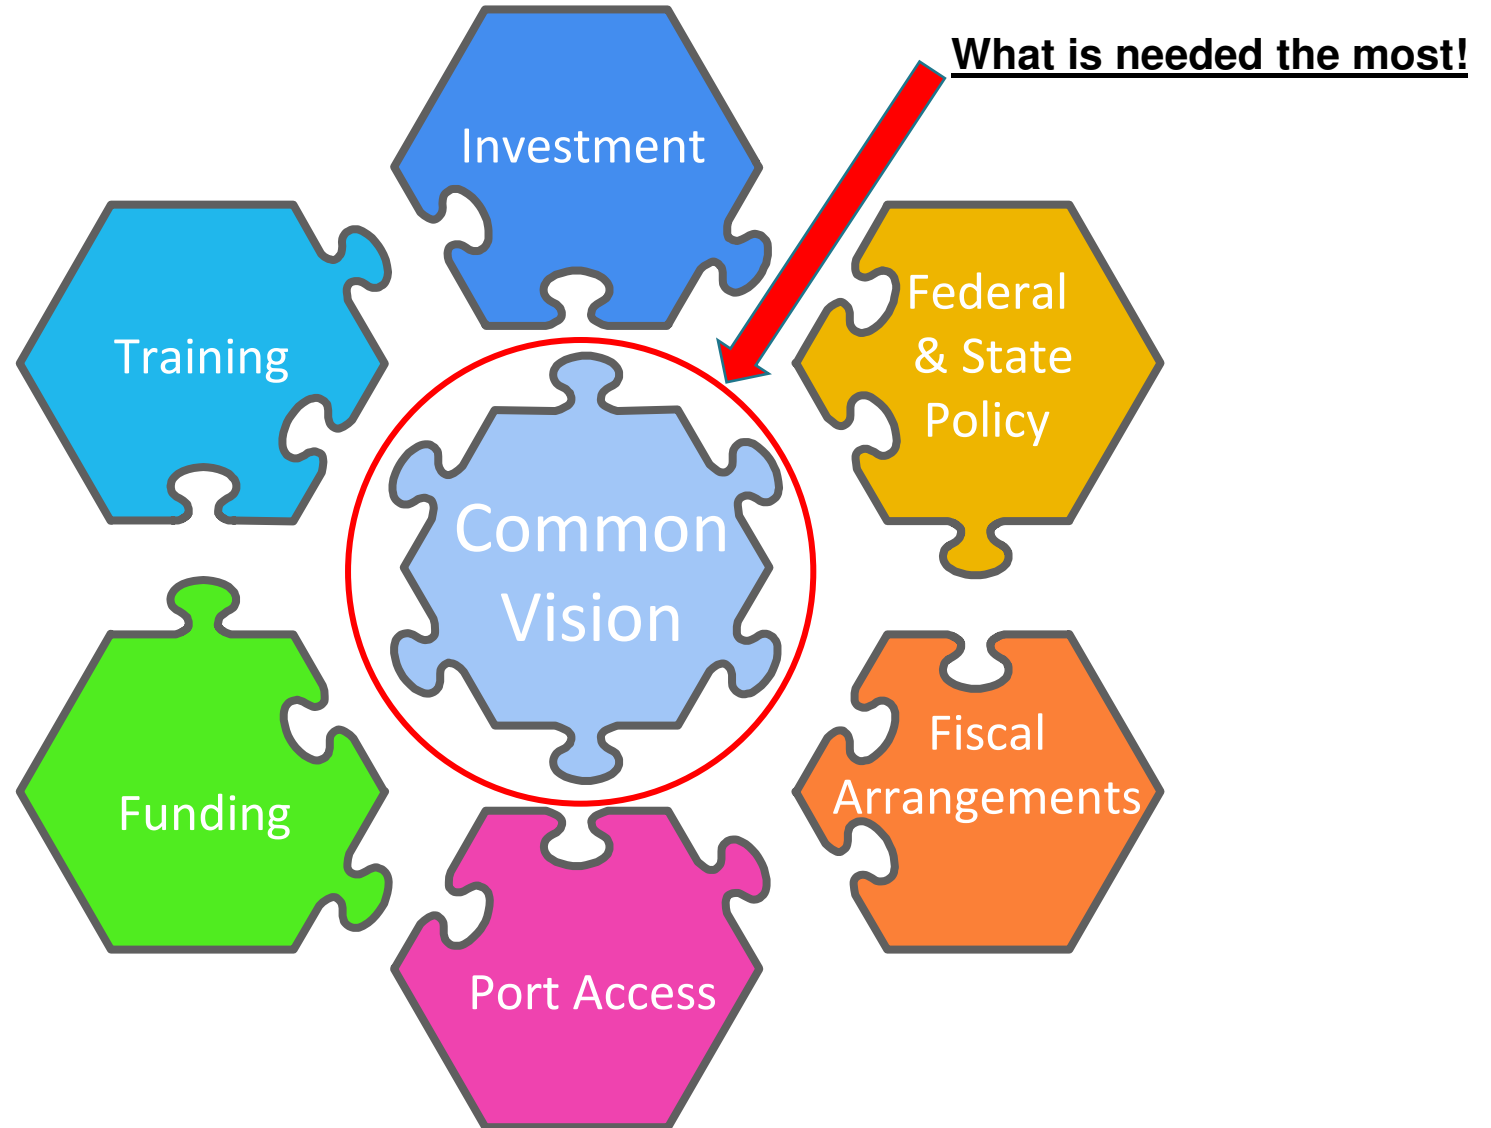 What is needed the most!
Investment
Training
Federal
& State
Policy
Common
Vision
Funding
Fiscal
Arrangements
Port Access